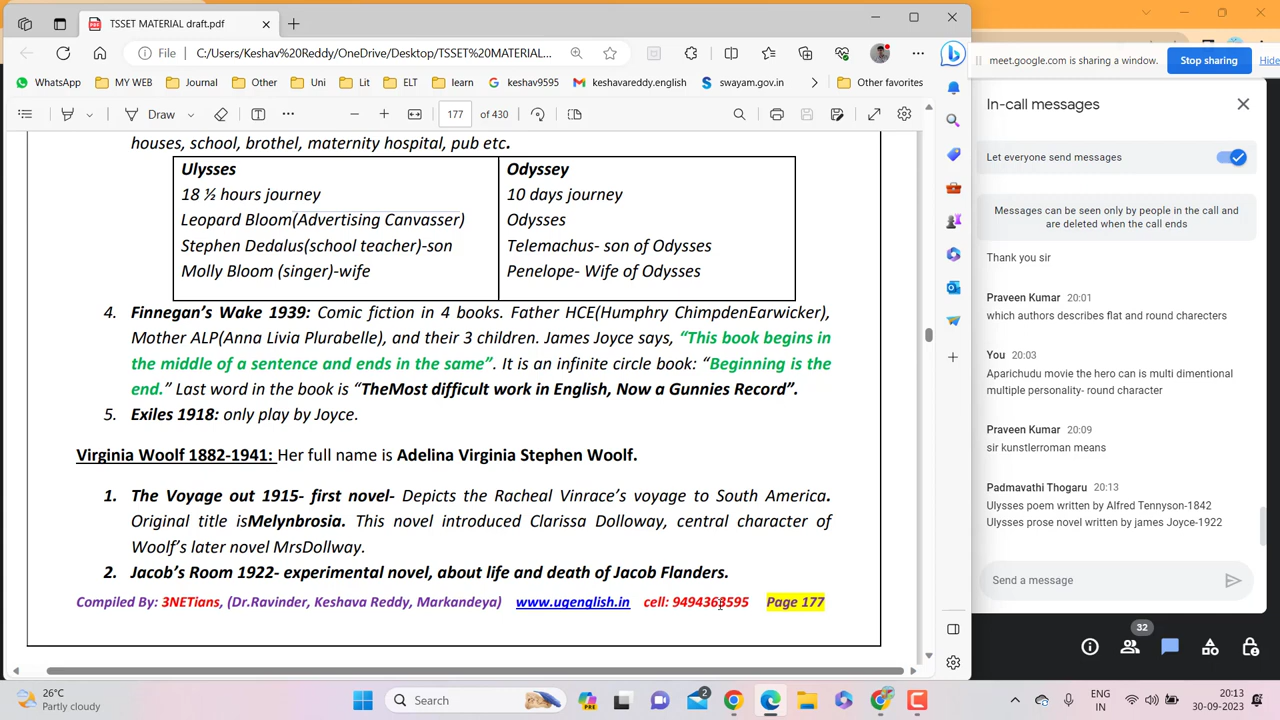 TSSET MATERIAL draft.pdf
File
C:/Users/Keshava%20Reddy/OneDrive/Desktop/TSSET%20MATERIAL...
WhatsApp
MY WEB
Journal
Oth
Uni
Lit
ELT
learn
keshav9595
keshavareddy.english
swayam.gov.in
Other favorites
Draw
177
of 430
houses, school, brothel, maternity hospital, pub etc.
Ulysses
18 ½ hours journey
Leopard Bloom(Advertising Canvasser)
Stephen Dedalus(school teacher)-son
Molly Bloom (singer)-wife
Odyssey
10 days journey
Odysses
Telemachus- son of Odysses
Penelope- Wife of Odysses
4. Finnegan’s Wake 1939: Comic fiction in 4 books. Father HCE(Humphry ChimpdenEarwicker),
Mother ALP(Anna Livia Plurabelle), and their 3 children. James Joyce says, “This book begins in
the middle of a sentence and ends in the same”. It is an infinite circle book: “Beginning is the
end.” Last word in the book is “TheMost difficult work in English, Now a Gunnies Record”.
5. Exiles 1918: only play by Joyce.
Virginia Woolf 1882-1941: Her full name is Adelina Virginia Stephen Woolf.
1. The Voyage out 1915- first novel- Depicts the Racheal Vinrace’s voyage to South America.
Original title isMelynbrosia. This novel introduced Clarissa Dolloway, central character of
Woolf’s later novel MrsDollway.
2. Jacob’s Room 1922- experimental novel, about life and death of Jacob Flanders.
Compiled By: 3NETians, (Dr.Ravinder, Keshava Reddy, Markandeya) www.ugenglish.in cell: 9494363595 Page 177
meet.google.com is sharing a window.
Stop sharing
Hide
In-call messages
Let everyone send messages
Messages can be seen only by people in the call and
are deleted when the call ends
Thank you sir
Praveen Kumar 20:01
which authors describes flat and round charecters
You 20:03
Aparichudu movie the hero can is multi dimentional
multiple personality- round character
Praveen Kumar 20:09
sir kunstlerroman means
Padmavathi Thogaru 20:13
Ulysses poem written by Alfred Tennyson-1842
Ulysses prose novel written by james Joyce-1922
Send a message
32
26°C
Partly cloudy
Search
PRE
2
ENG
IN
20:13
30-09-2023